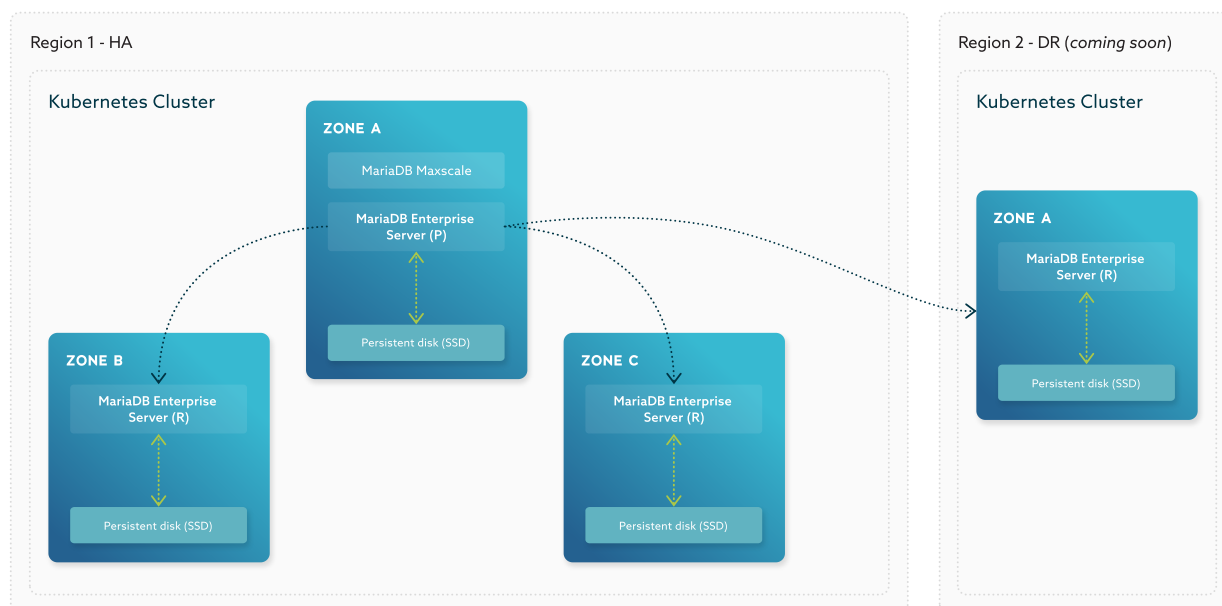 Region 1 - HA
Kubernetes Cluster
ZONE A
MariaDB Maxscale
MariaDB Enterprise
Server (P)
Persistent disk (SSD)
ZONE B
MariaDB Enterprise
Server (R)
Persistent disk (SSD)
ZONE C
MariaDB Enterprise
Server (R)
Persistent disk (SSD)
Region 2 - DR (coming soon)
Kubernetes Cluster
ZONE A
MariaDB Enterprise
Server (R)
Persistent disk (SSD)